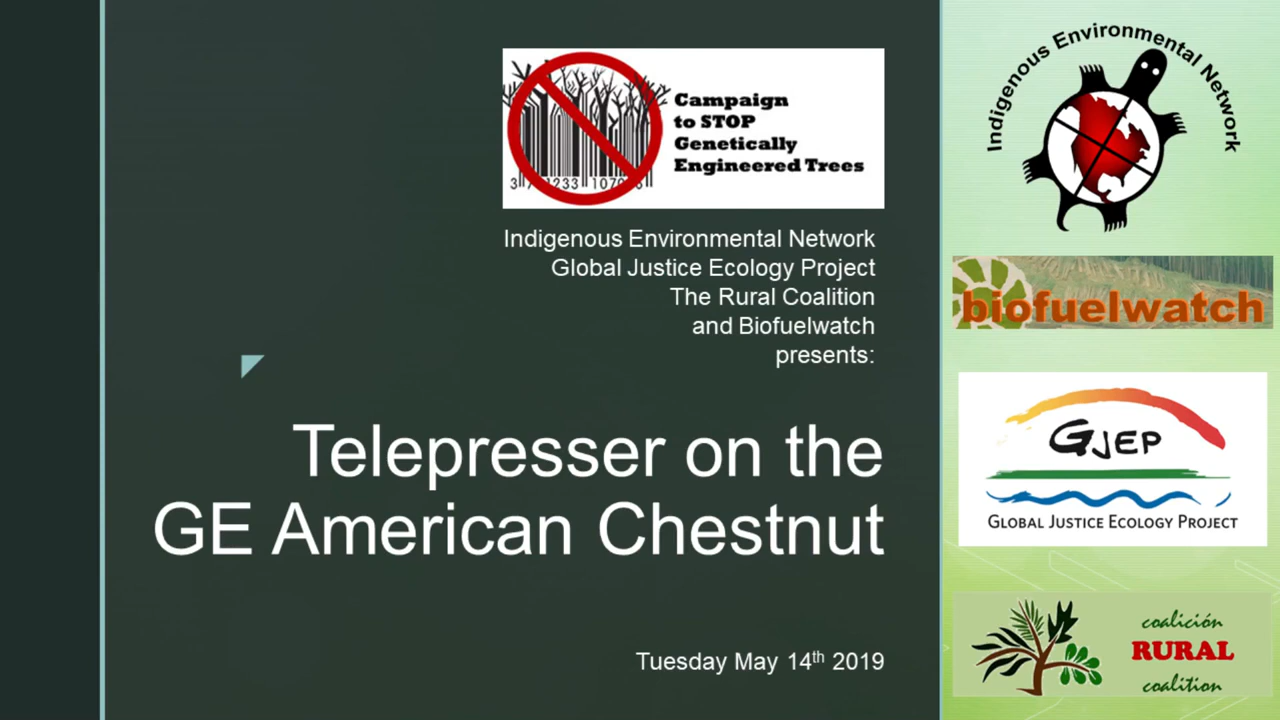 Campaign
to STOP
Genetically
Engineered Trees
Indigenous Environmental Network
Global Justice Ecology Project
The Rural Coalition
and Biofuelwatch
presents:
Telepresser on the
GE American Chestnut
Tuesday May 14th 2019
Indigenous Environmental Network
biofuelwatch
GJEP
GLOBAL JUSTICE ECOLOGY PROJECT
coalición
RURAL
coalition